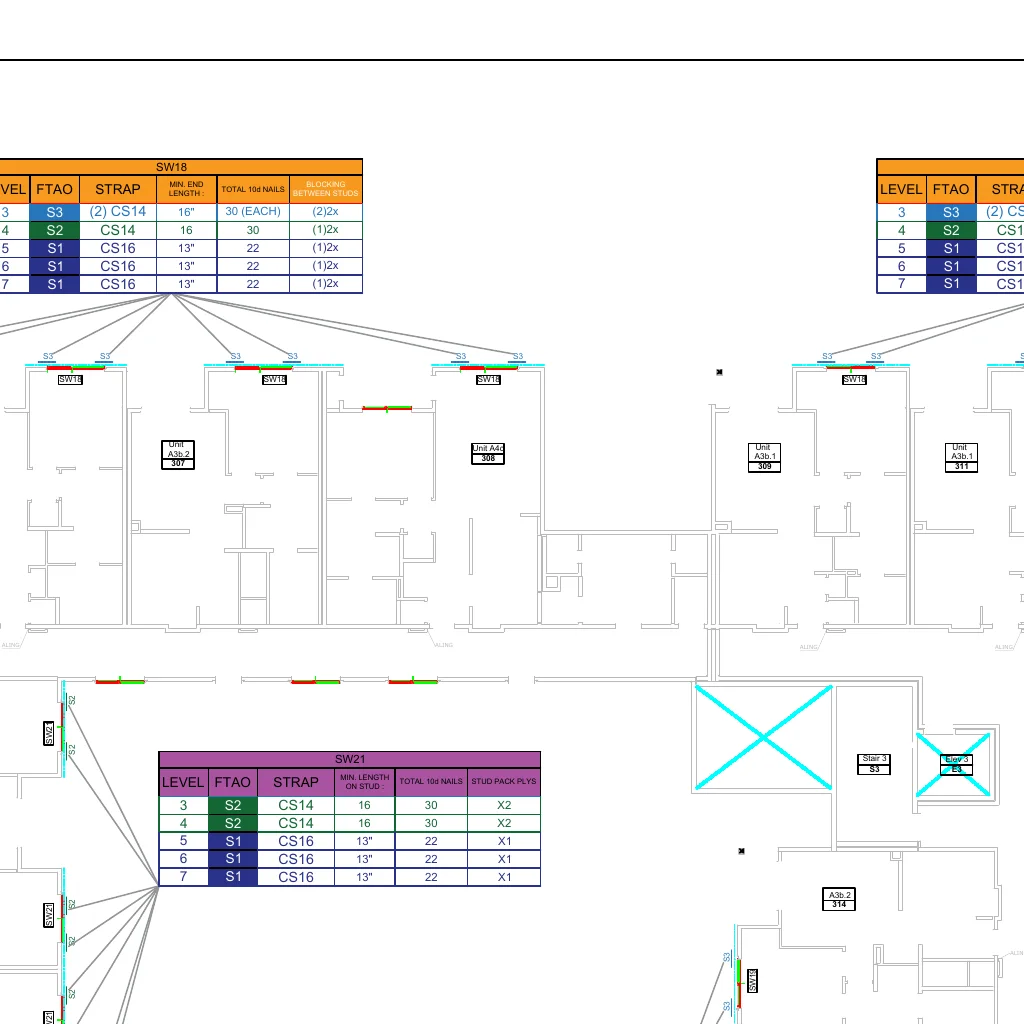 SW18
VEL FTAO STRAP MIN. END LENGTH : TOTAL 10d NAILS BLOCKING BETWEEN STUDS
3 S3 (2) CS14 16" 30 (EACH) (2)2x
4 S2 CS14 16 30 (1)2x
5 S1 CS16 13" 22 (1)2x
6 S1 CS16 13" 22 (1)2x
7 S1 CS16 13" 22 (1)2x
LEVEL FTAO STRA
3 S3 (2) CS
4 S2 CS1
5 S1 CS1
6 S1 CS1
7 S1 CS1
S3 S3 S3 S3 S3 S3 S3 S3 S
SW18 SW18 SW18 SW18
Unit
A3b.2
307
Unit A4d
308
Unit
A3b.1
309
Unit
A3b.1
311
ALING ALING ALING ALING
S2
SW21
S2
SW21
LEVEL FTAO STRAP MIN. LENGTH ON STUD : TOTAL 10d NAILS STUD PACK PLYS
3 S2 CS14 16 30 X2
4 S2 CS14 16 30 X2
5 S1 CS16 13" 22 X1
6 S1 CS16 13" 22 X1
7 S1 CS16 13" 22 X1
Stair 3
S3
Elev 3
E3
S2
SW21
S2
S2
W21
A3b.2
314
S3
SW19
S3
ALIN